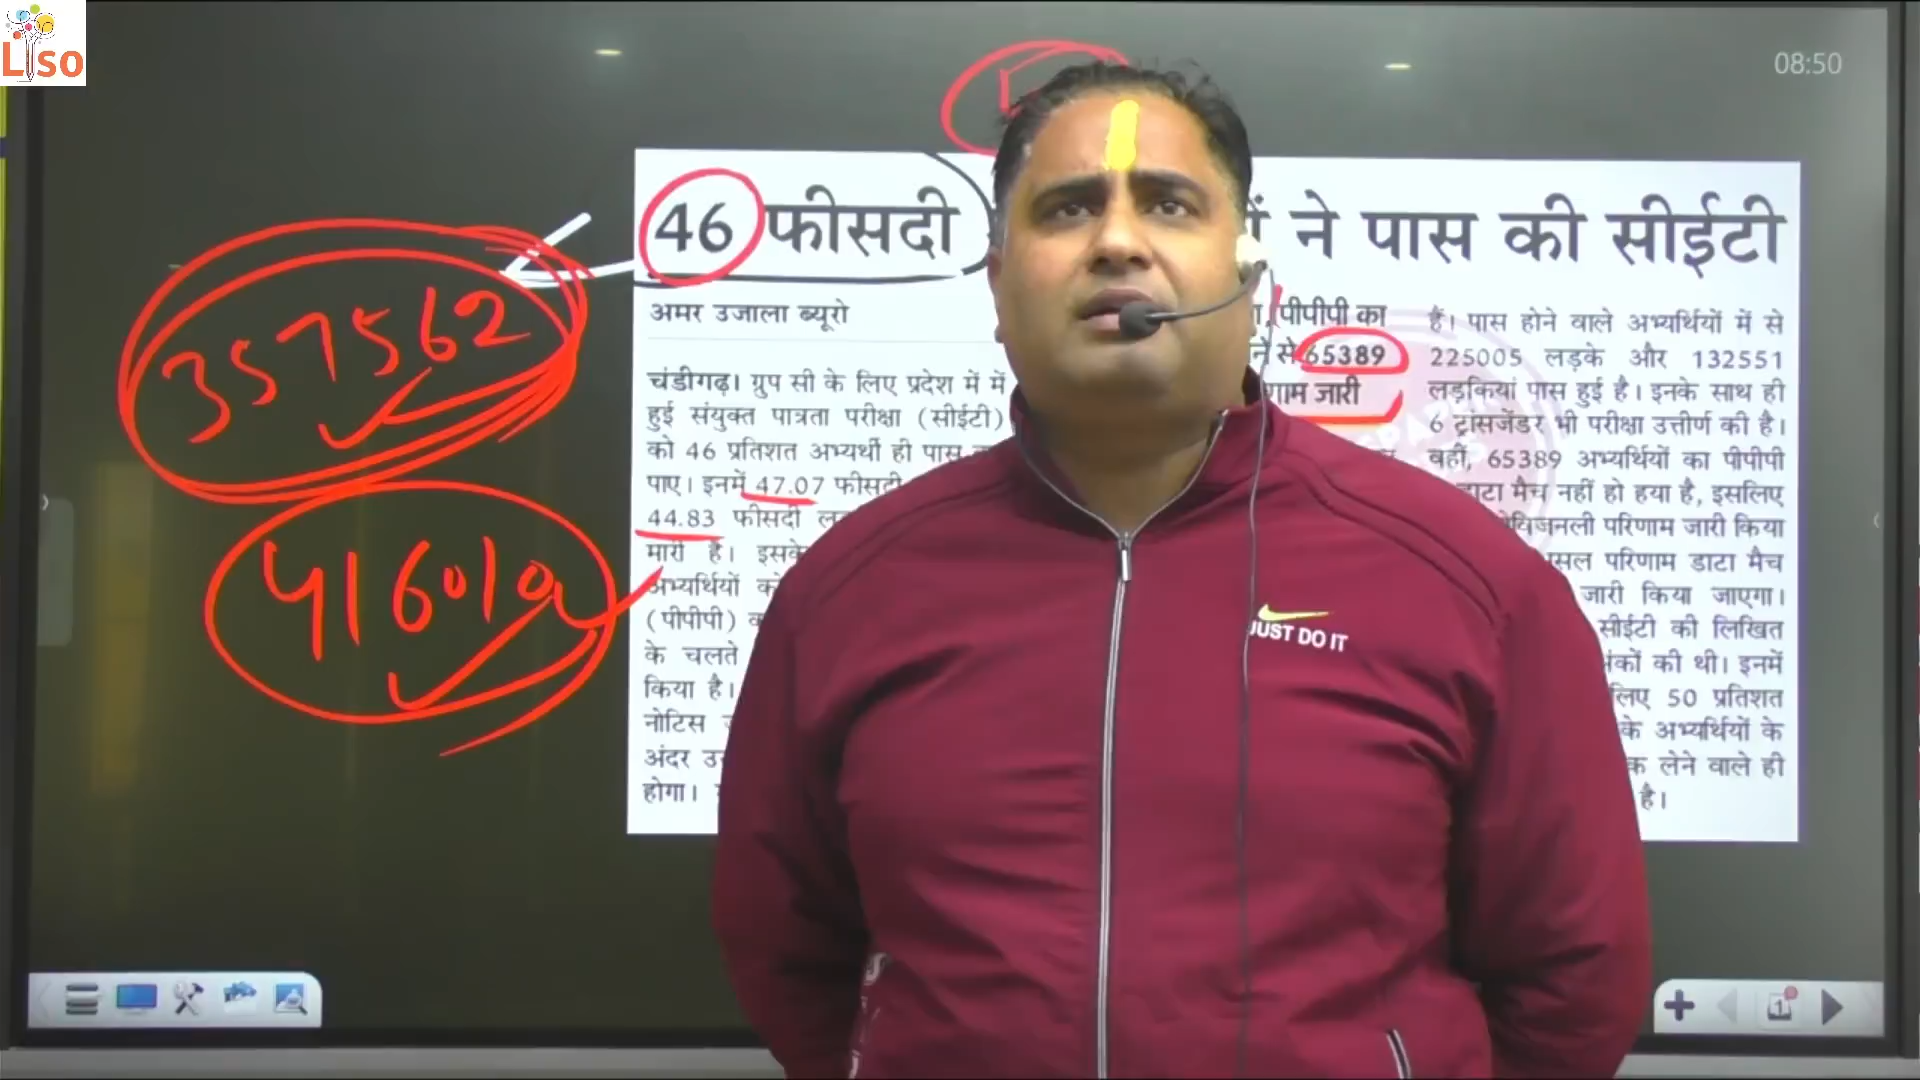 Liso
08:50
46 फीसदी
ने पास की सीईटी
357562
अमर उजाला ब्यूरो
पीपीपी का
से 65389
जारी
चंडीगढ़। ग्रुप सी के लिए प्रदेश में में
हुई संयुक्त पात्रता परीक्षा (सीईटी)
को 46 प्रतिशत अभ्यर्थी ही पास
पाए। इनमें 47.07 फीसदी
44.83 फीसदी
मारी है। इसके
अभ्यर्थियों को
(पीपीपी)
के चलते
किया है।
नोटिस
अंदर
होगा।
हैं। पास होने वाले अभ्यर्थियों में से
225005 लड़के और 132551
लड़कियां पास हुई है। इनके साथ ही
6 ट्रांसजेंडर भी परीक्षा उत्तीर्ण की है।
वहीं, 65389 अभ्यर्थियों का पीपीपी
डाटा मैच नहीं हो हया है, इसलिए
परिणाम जारी किया
परिणाम डाटा मैच
जारी किया जाएगा।
सीईटी की लिखित
की थी। इनमें
लिए 50 प्रतिशत
के अभ्यर्थियों के
लेने वाले ही
है।
JUST DO IT
1